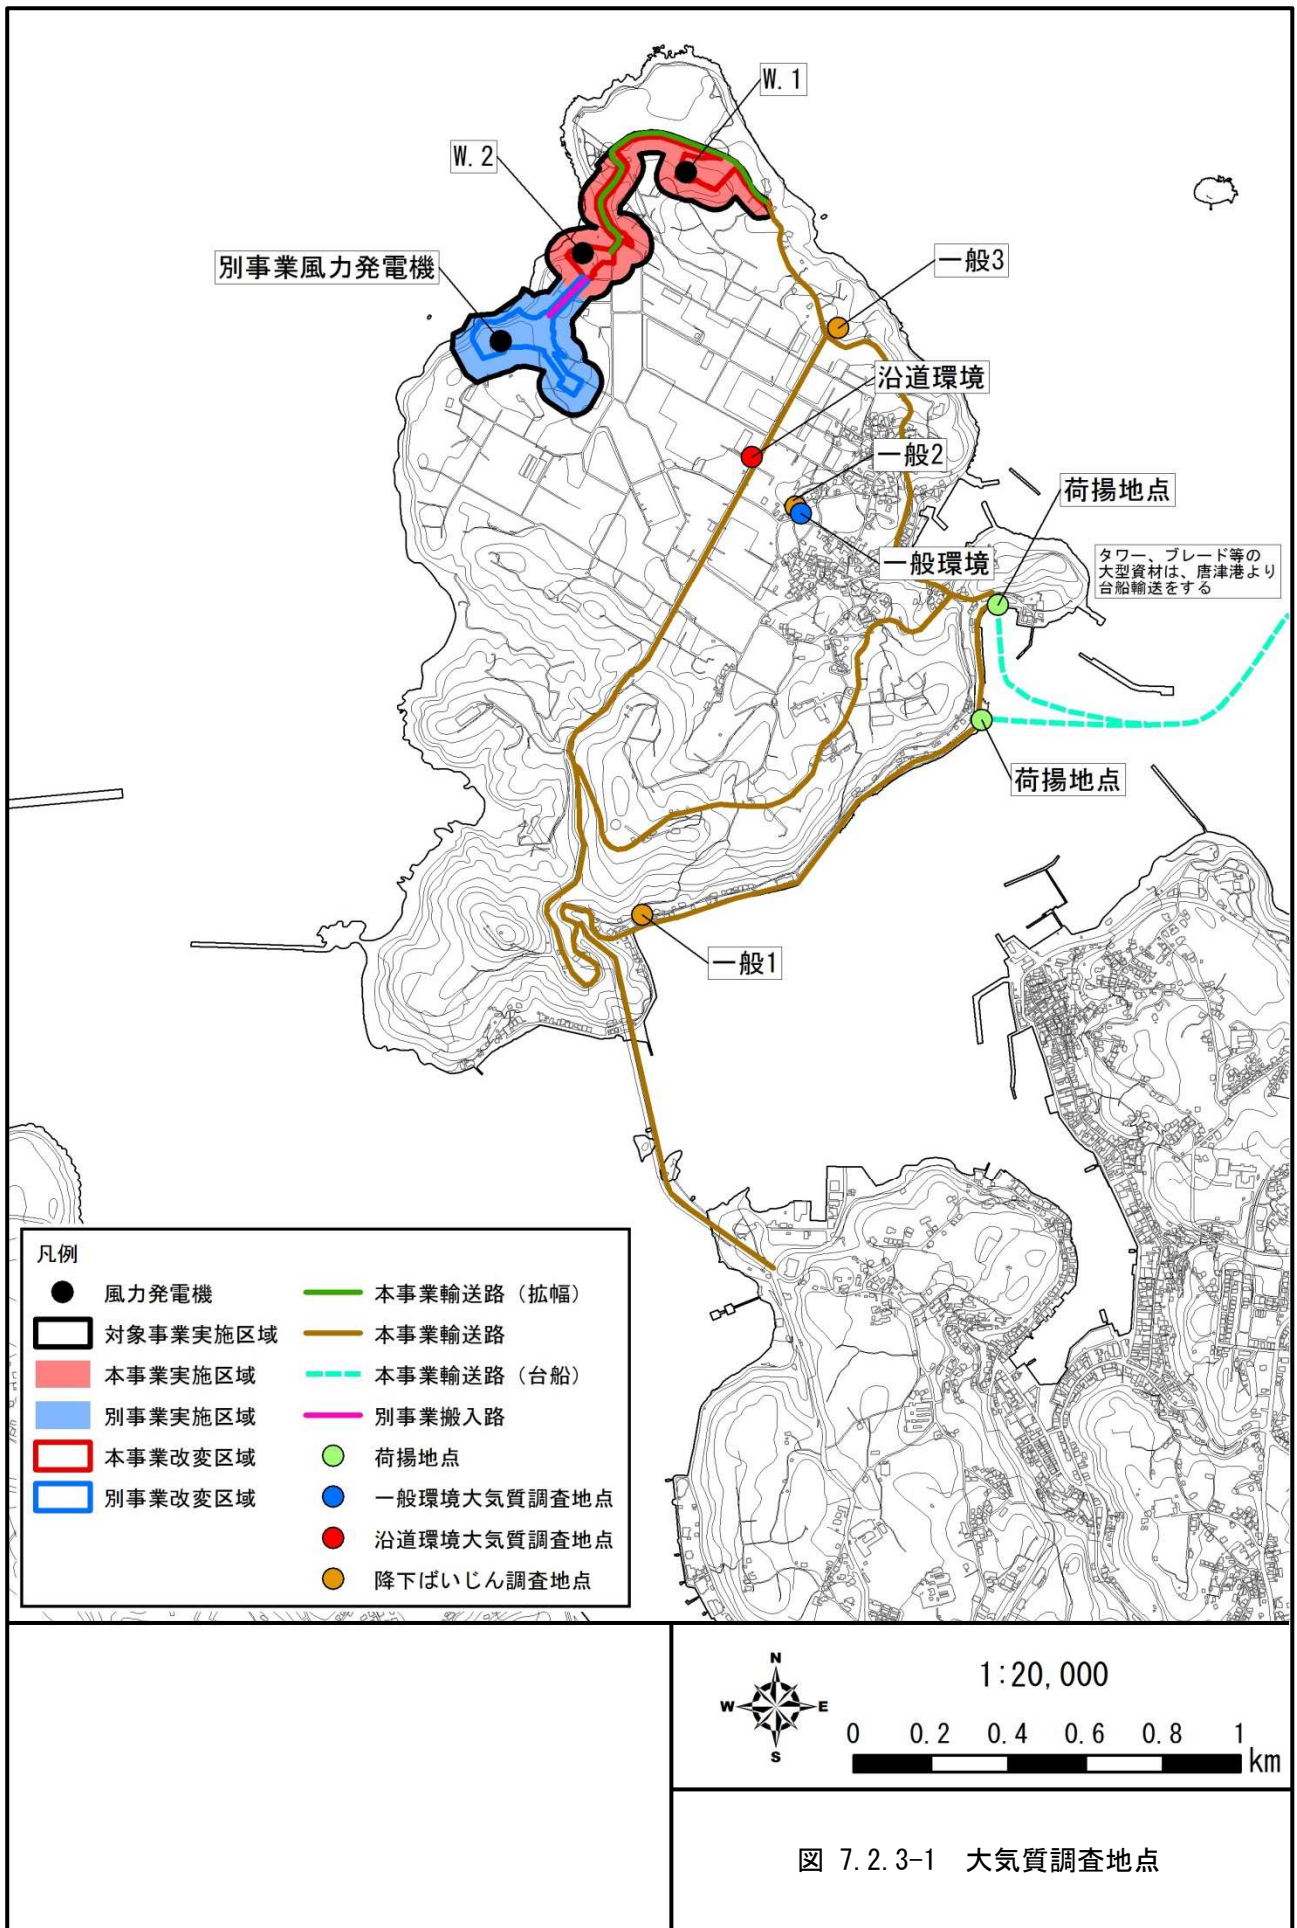 W.1
W.2
別事業風力発電機
一般3
沿道環境
一般2
荷揚地点
一般環境
タワー、ブレード等の
大型資材は、唐津港より
台船輸送をする
荷揚地点
一般1
凡例
風力発電機
対象事業実施区域
本事業実施区域
別事業実施区域
本事業改変区域
別事業改変区域
本事業輸送路（拡幅）
本事業輸送路
本事業輸送路（台船）
別事業搬入路
荷揚地点
一般環境大気質調査地点
沿道環境大気質調査地点
降下ばいじん調査地点
N
W E
S
1:20,000
0 0.2 0.4 0.6 0.8 1
km
図 7.2.3-1 大気質調査地点